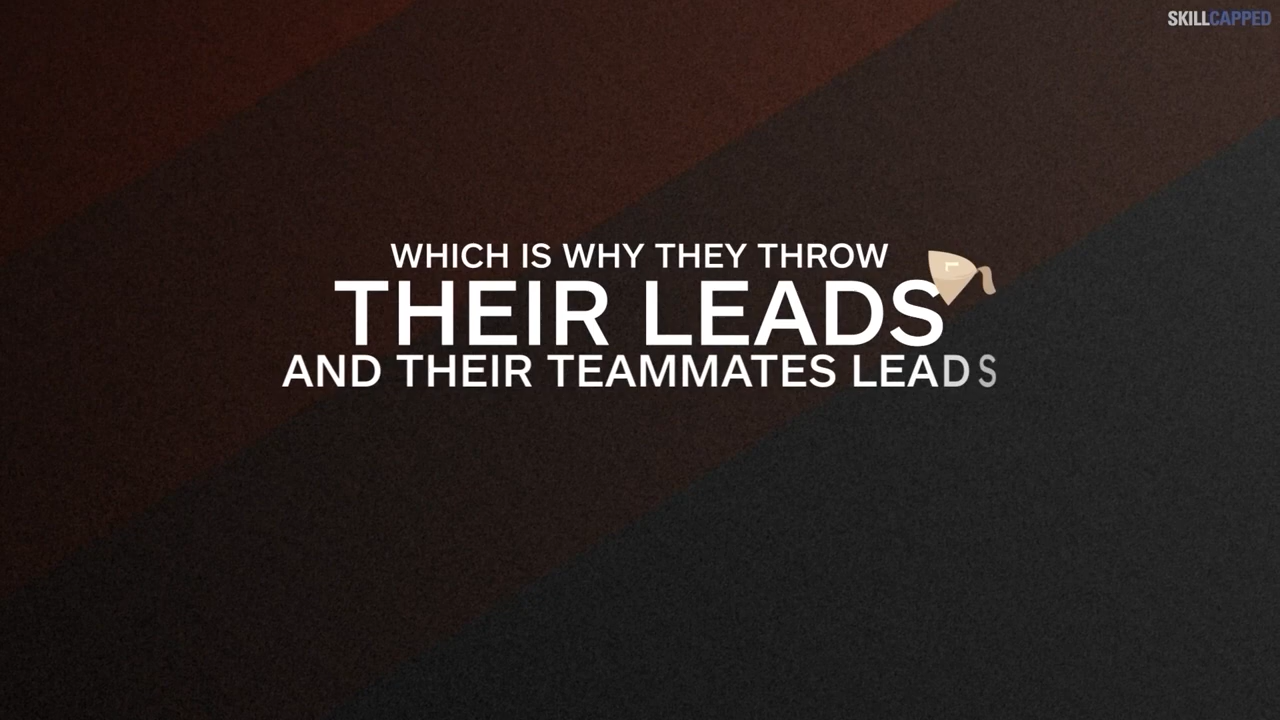 SKILLCAPPED
WHICH IS WHY THEY THROW
THEIR LEADS
AND THEIR TEAMMATES LEADS